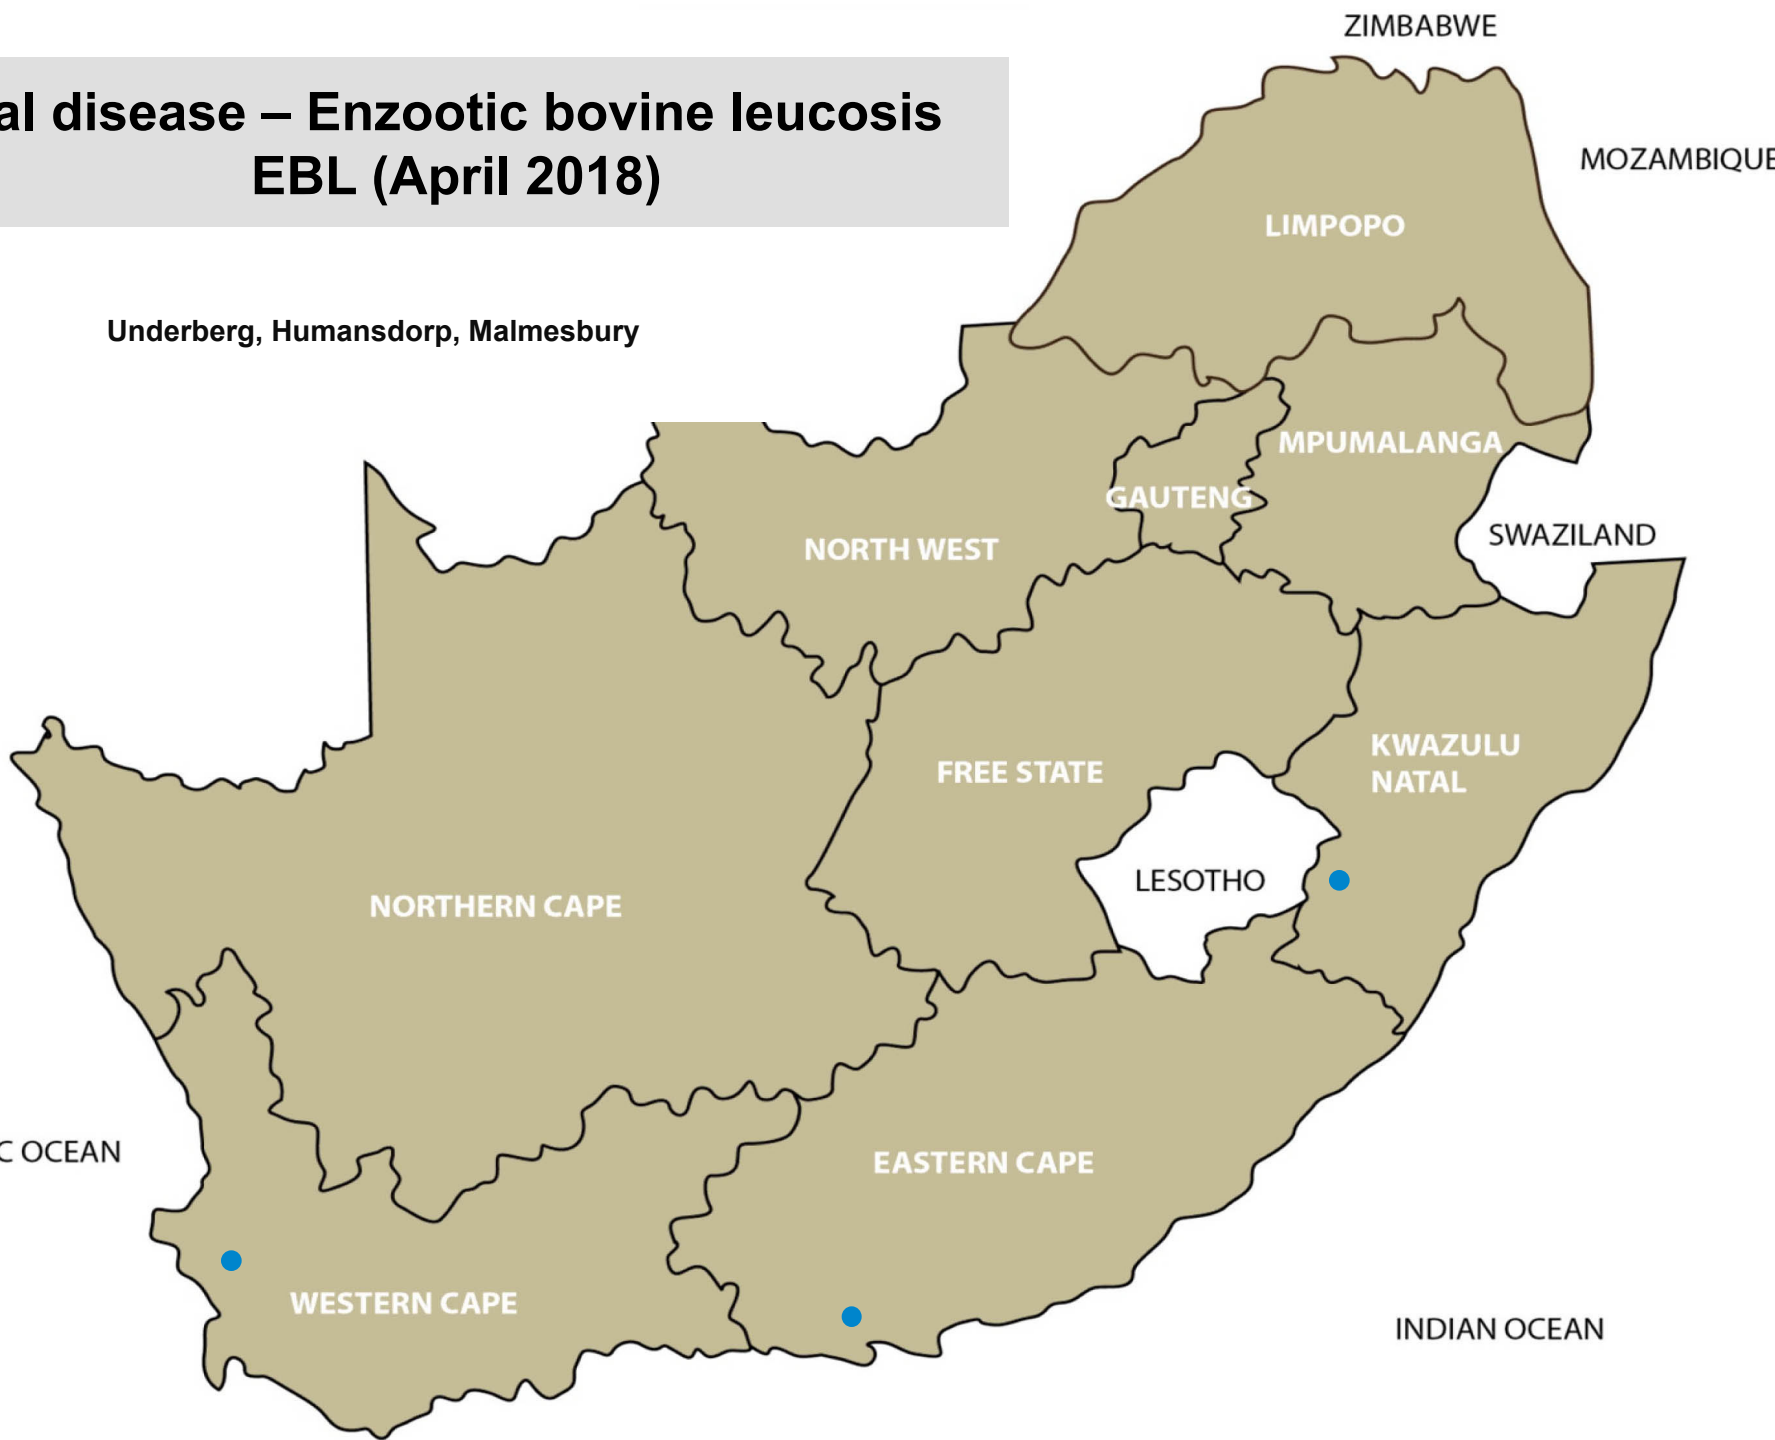 al disease – Enzootic bovine leucosis
EBL (April 2018)
Underberg, Humansdorp, Malmesbury
ZIMBABWE
MOZAMBIQUE
LIMPOPO
MPUMALANGA
GAUTENG
SWAZILAND
NORTH WEST
KWAZULU
NATAL
FREE STATE
LESOTHO
NORTHERN CAPE
C OCEAN
EASTERN CAPE
WESTERN CAPE
INDIAN OCEAN